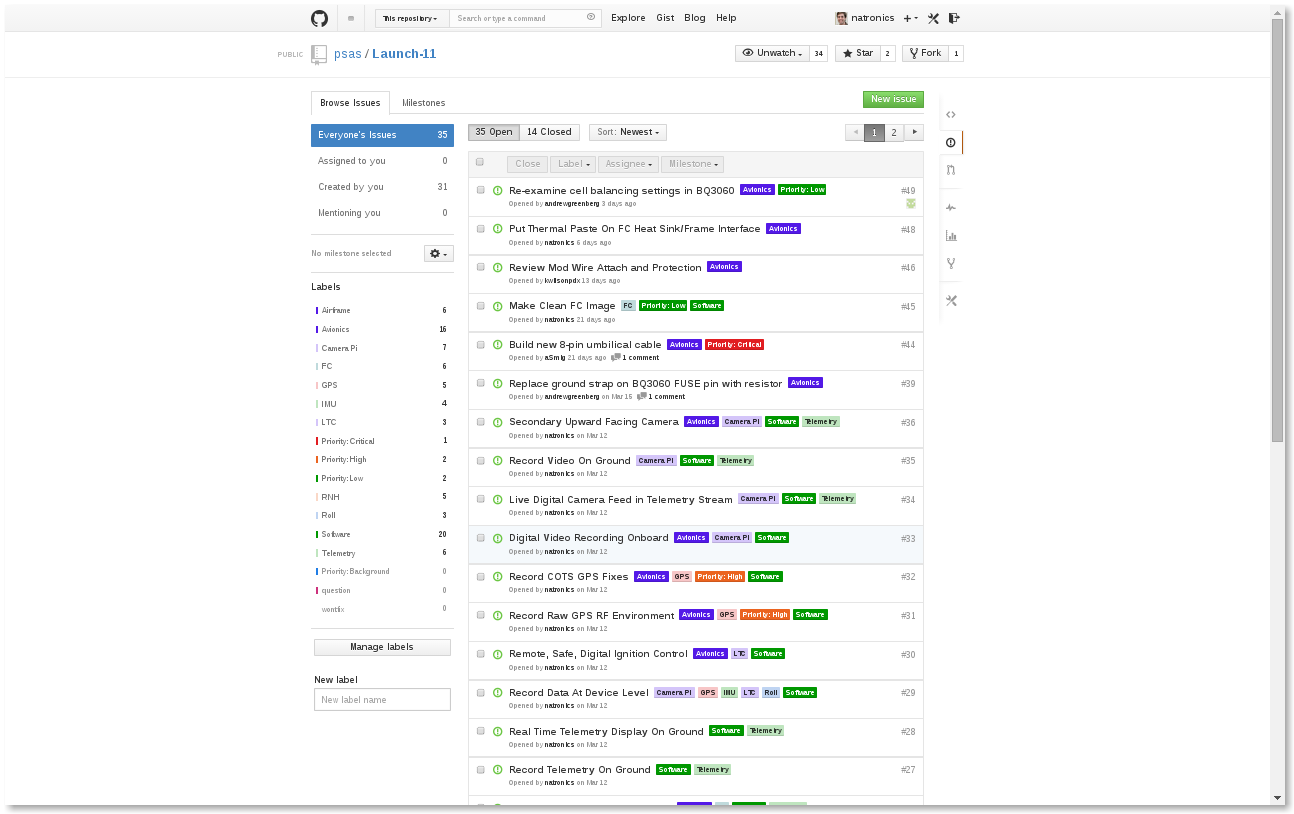 This repository Search or type a command Explore Gist Blog Help natronics
PUBLIC psas / Launch-11 Unwatch 34 Star 2 Fork 1
Browse Issues Milestones New issue
Everyone's Issues 35
Assigned to you 0
Created by you 31
Mentioning you 0
No milestone selected
Labels
Airframe 6
Avionics 16
Camera Pi 7
FC 6
GPS 5
IMU 4
LTC 3
Priority: Critical 1
Priority: High 2
Priority: Low 2
RNH 5
Roll 3
Software 20
Telemetry 6
Priority: Background 0
question 0
wontfix 0
Manage labels
New label
New label name
35 Open 14 Closed Sort: Newest 1 2
Close Label Assignee Milestone
Re-examine cell balancing settings in BQ3060 Avionics Priority: Low #49
Opened by andrewgreenberg 3 days ago
Put Thermal Paste On FC Heat Sink/Frame Interface Avionics #48
Opened by natronics 6 days ago
Review Mod Wire Attach and Protection Avionics #46
Opened by kwilsonpdx 13 days ago
Make Clean FC Image FC Priority: Low Software #45
Opened by natronics 21 days ago
Build new 8-pin umbilical cable Avionics Priority: Critical #44
Opened by aSmig 21 days ago 1 comment
Replace ground strap on BQ3060 FUSE pin with resistor Avionics #39
Opened by andrewgreenberg on Mar 15 1 comment
Secondary Upward Facing Camera Avionics Camera Pi Software Telemetry #36
Opened by natronics on Mar 12
Record Video On Ground Camera Pi Software Telemetry #35
Opened by natronics on Mar 12
Live Digital Camera Feed in Telemetry Stream Camera Pi Software Telemetry #34
Opened by natronics on Mar 12
Digital Video Recording Onboard Avionics Camera Pi Software #33
Opened by natronics on Mar 12
Record COTS GPS Fixes Avionics GPS Priority: High Software #32
Opened by natronics on Mar 12
Record Raw GPS RF Environment Avionics GPS Priority: High Software #31
Opened by natronics on Mar 12
Remote, Safe, Digital Ignition Control Avionics LTC Software #30
Opened by natronics on Mar 12
Record Data At Device Level Camera Pi GPS IMU LTC Roll Software #29
Opened by natronics on Mar 12
Real Time Telemetry Display On Ground Software Telemetry #28
Opened by natronics on Mar 12
Record Telemetry On Ground Software Telemetry #27
Opened by natronics on Mar 12